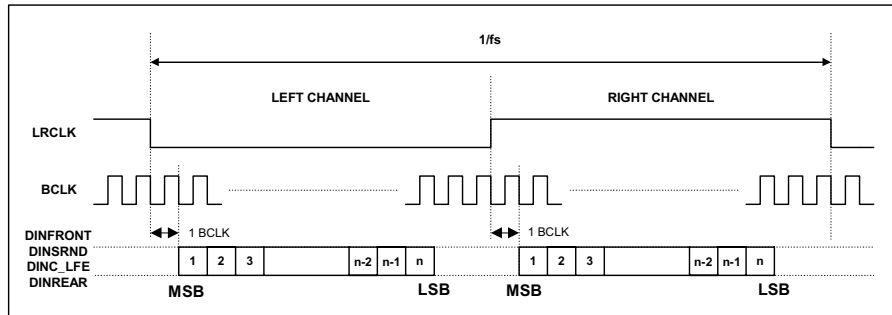 1/fs
LEFT CHANNEL RIGHT CHANNEL
LRCLK
BCLK
1 BCLK 1 BCLK
DINFRONT
DINSRND
DINC_LFE
DINREAR
1 2 3 n-2 n-1 n 1 2 3 n-2 n-1 n
MSB LSB MSB LSB